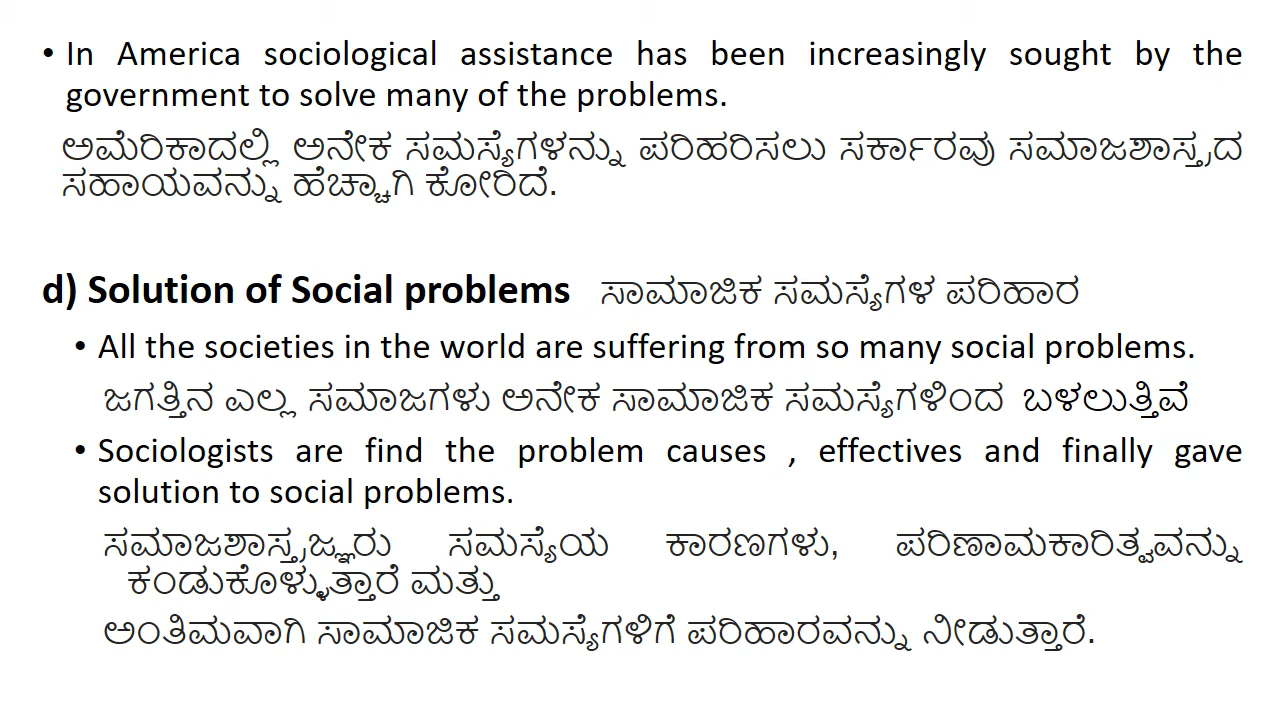 • In America sociological assistance has been increasingly sought by the
government to solve many of the problems.
ಅಮೆರಿಕಾದಲ್ಲಿ ಅನೇಕ ಸಮಸ್ಯೆಗಳನ್ನು ಪರಿಹರಿಸಲು ಸರ್ಕಾರವು ಸಮಾಜಶಾಸ್ತ್ರದ
ಸಹಾಯವನ್ನು ಹೆಚ್ಚಾಗಿ ಕೋರಿದೆ.
d) Solution of Social problems ಸಾಮಾಜಿಕ ಸಮಸ್ಯೆಗಳ ಪರಿಹಾರ
• All the societies in the world are suffering from so many social problems.
ಜಗತ್ತಿನ ಎಲ್ಲ ಸಮಾಜಗಳು ಅನೇಕ ಸಾಮಾಜಿಕ ಸಮಸ್ಯೆಗಳಿಂದ ಬಳಲುತ್ತಿವೆ
• Sociologists are find the problem causes , effectives and finally gave
solution to social problems.
ಸಮಾಜಶಾಸ್ತ್ರಜ್ಞರು ಸಮಸ್ಯೆಯ ಕಾರಣಗಳು, ಪರಿಣಾಮಕಾರಿತ್ವವನ್ನು
ಕಂಡುಕೊಳ್ಳುತ್ತಾರೆ ಮತ್ತು
ಅಂತಿಮವಾಗಿ ಸಾಮಾಜಿಕ ಸಮಸ್ಯೆಗಳಿಗೆ ಪರಿಹಾರವನ್ನು ನೀಡುತ್ತಾರೆ.